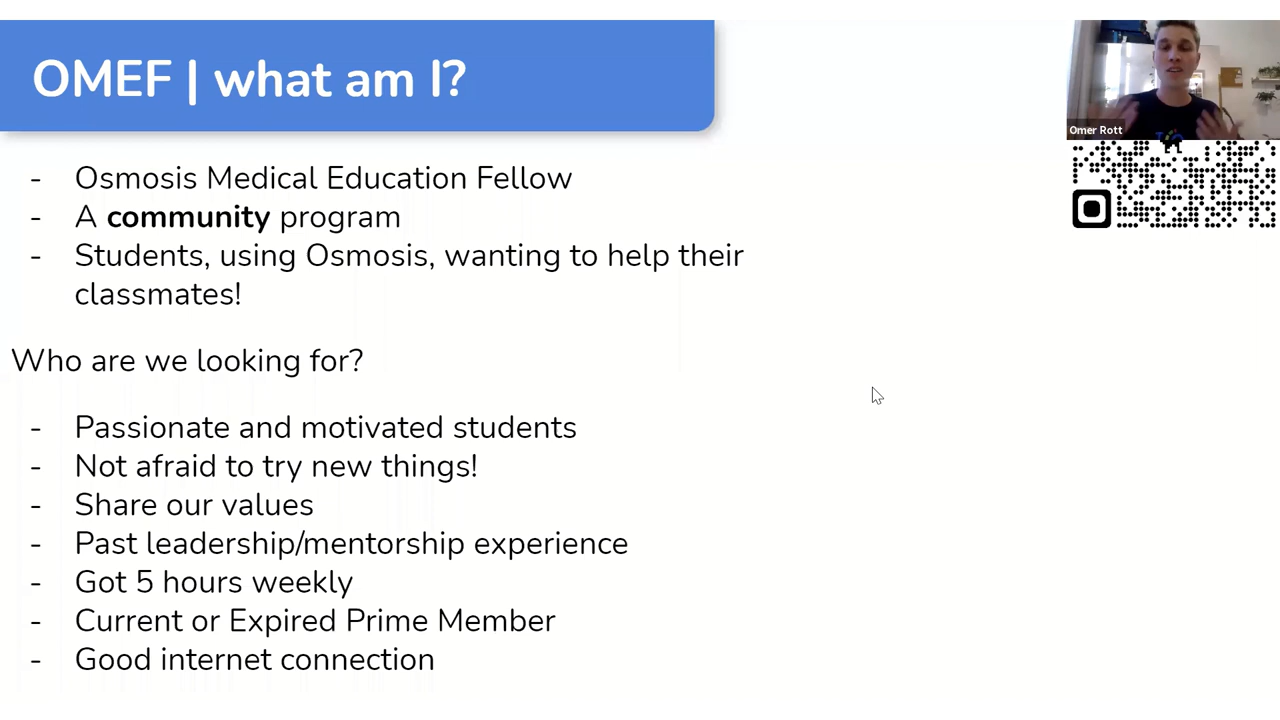 OMEF | what am I?
Omer Rott
- Osmosis Medical Education Fellow
- A community program
- Students, using Osmosis, wanting to help their
classmates!
Who are we looking for?
- Passionate and motivated students
- Not afraid to try new things!
- Share our values
- Past leadership/mentorship experience
- Got 5 hours weekly
- Current or Expired Prime Member
- Good internet connection